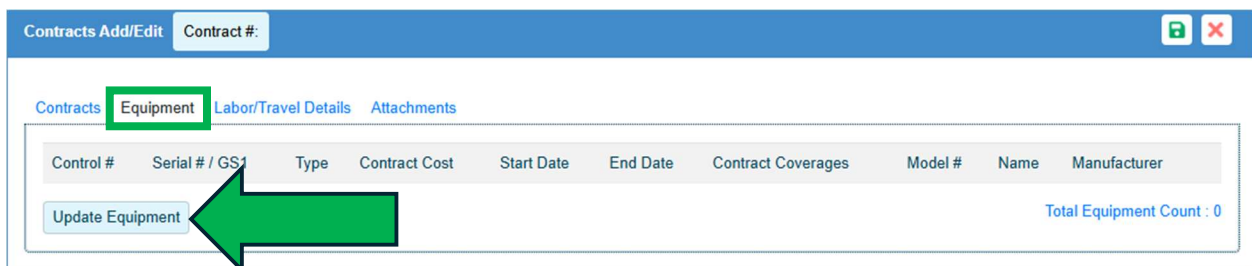 Contracts Add/Edit Contract #:
Contracts Equipment Labor/Travel Details Attachments
Control # Serial # / GS1 Type Contract Cost Start Date End Date Contract Coverages Model # Name Manufacturer
Update Equipment Total Equipment Count : 0